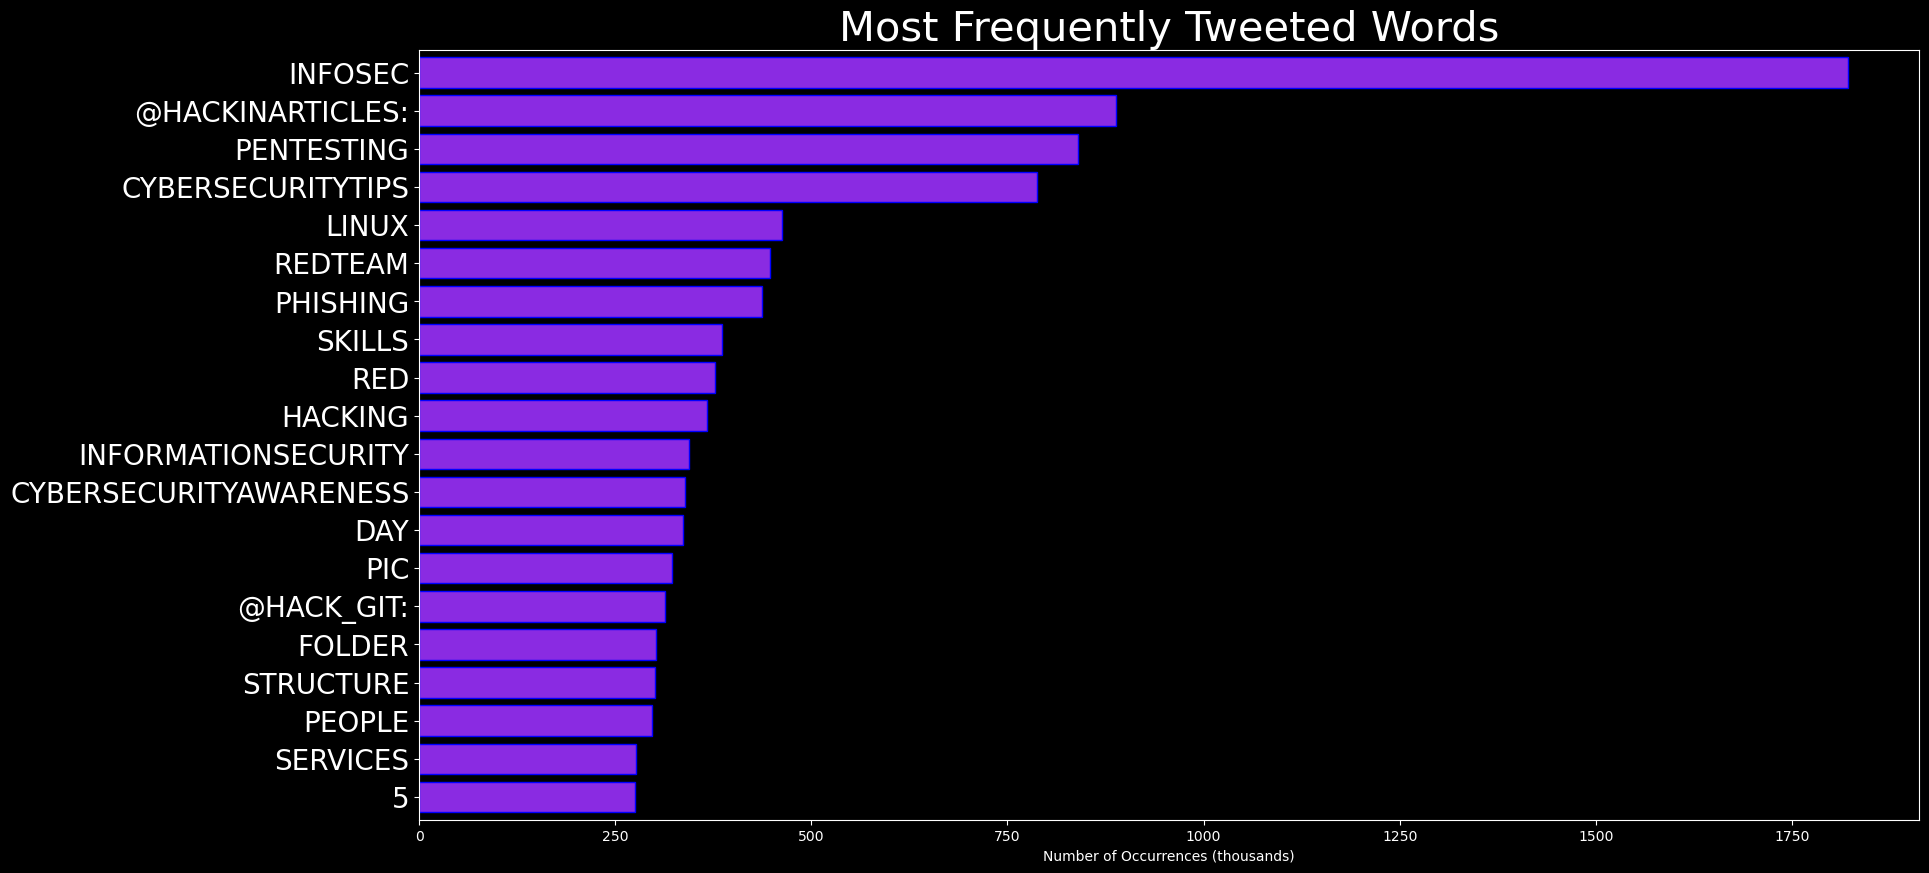 Most Frequently Tweeted Words
INFOSEC
@HACKINARTICLES:
PENTESTING
CYBERSECURITYTIPS
LINUX
REDTEAM
PHISHING
SKILLS
RED
HACKING
INFORMATIONSECURITY
CYBERSECURITYAWARENESS
DAY
PIC
@HACK_GIT:
FOLDER
STRUCTURE
PEOPLE
SERVICES
5
0 250 500 750 1000 1250 1500 1750
Number of Occurrences (thousands)